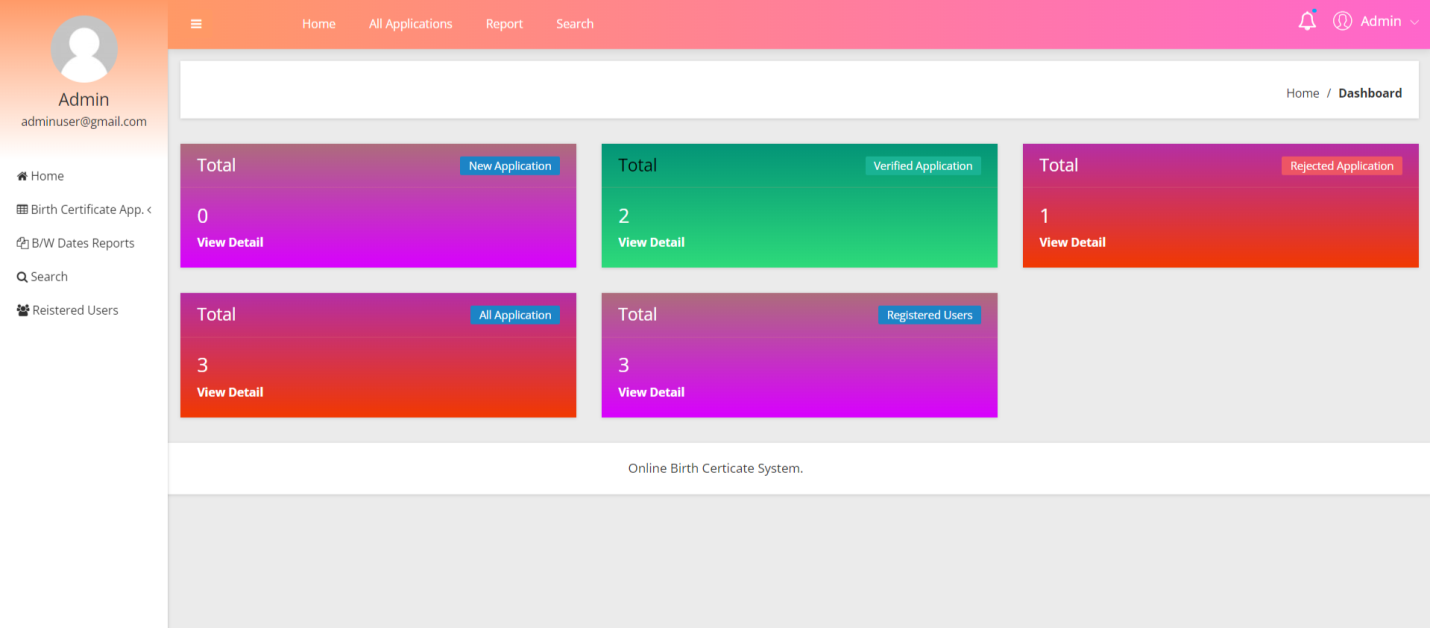 Home
All Applications
Report
Search
Admin
Admin
adminuser@gmail.com
Home
Birth Certificate App.
B/W Dates Reports
Search
Reistered Users
Home / Dashboard
Total
New Application
0
View Detail
Total
Verified Application
2
View Detail
Total
Rejected Application
1
View Detail
Total
All Application
3
View Detail
Total
Registered Users
3
View Detail
Online Birth Certicate System.